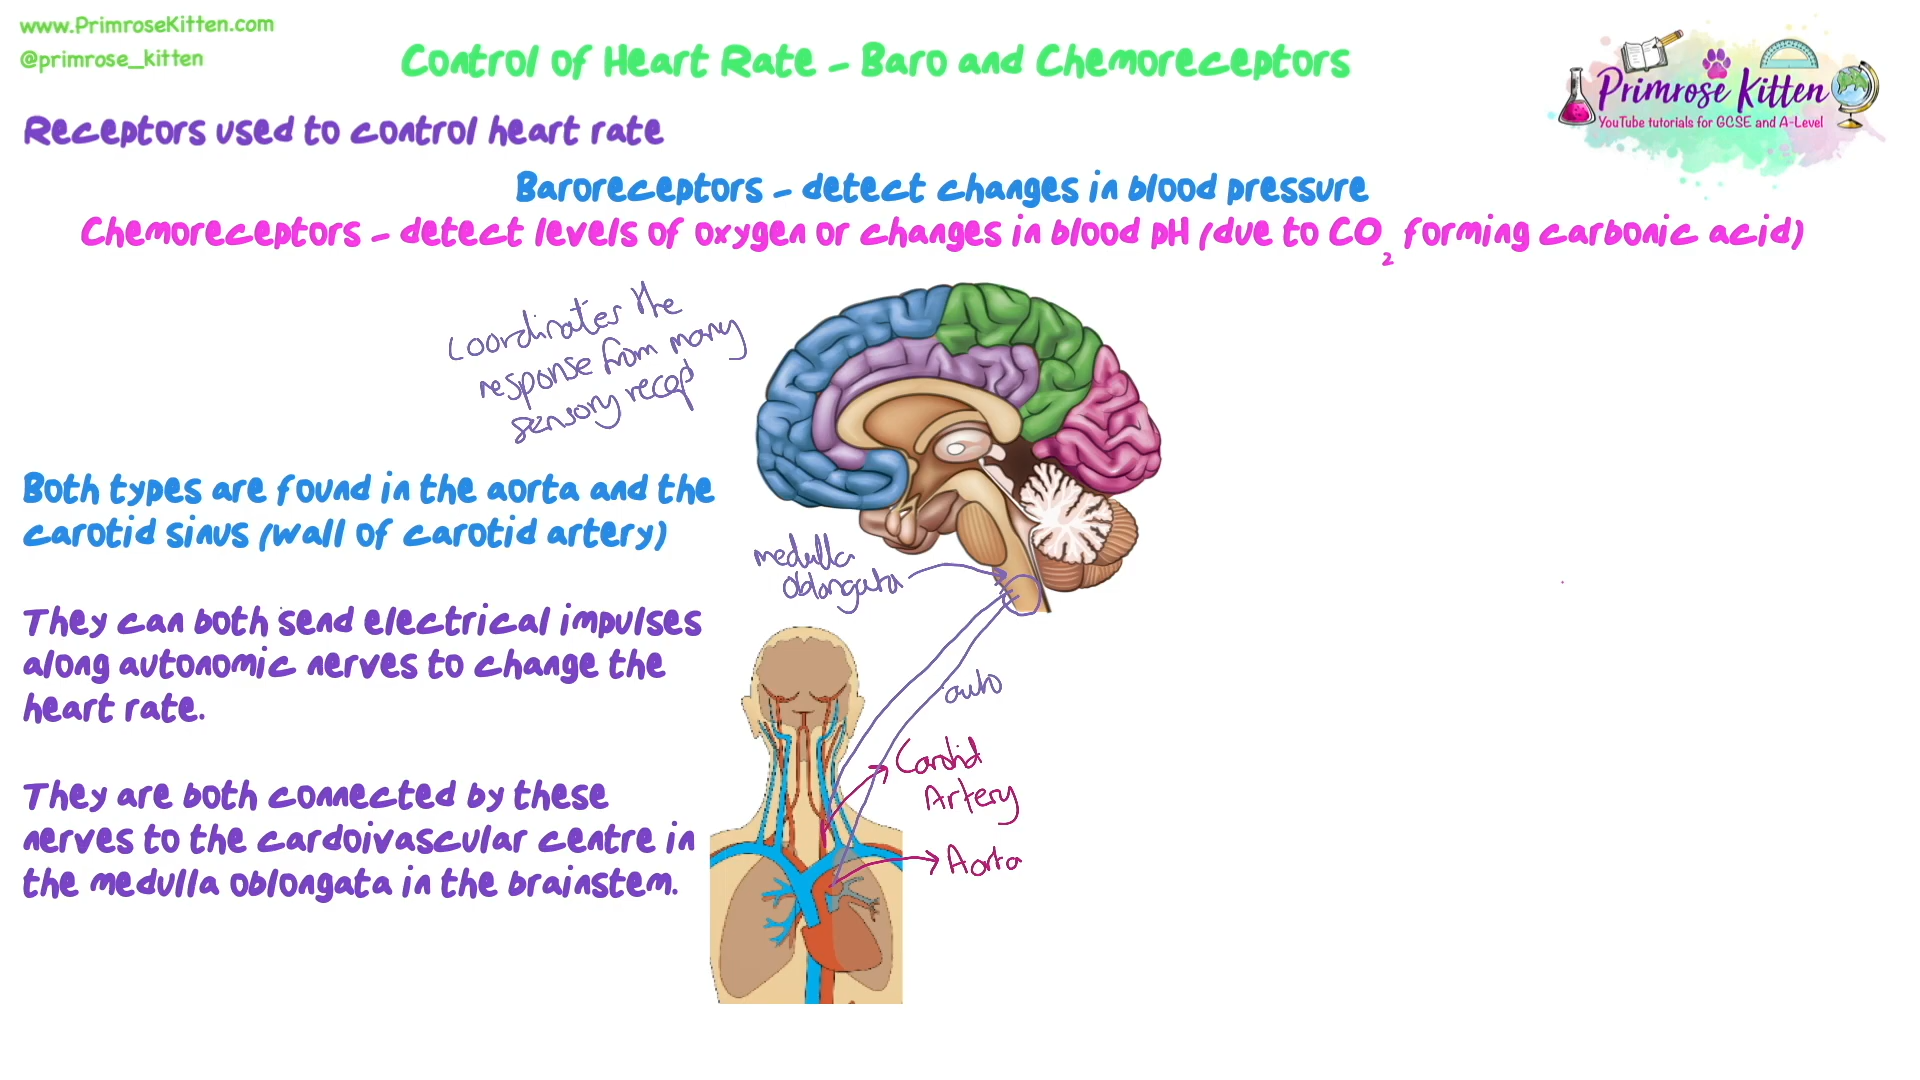 www.PrimroseKitten.com
@primrose_kitten
Control of Heart Rate - Baro and Chemoreceptors
Primrose Kitten
YouTube tutorials for GCSE and A-Level
Receptors used to control heart rate
Baroreceptors - detect changes in blood pressure
Chemoreceptors - detect levels of oxygen or changes in blood pH (due to CO₂ forming carbonic acid)
Coordinates the
response from many
sensory recep
Both types are found in the aorta and the
carotid sinus (wall of carotid artery)
They can both send electrical impulses
along autonomic nerves to change the
heart rate.
They are both connected by these
nerves to the cardoivascular centre in
the medulla oblongata in the brainstem.
medulla
oblongata
auto
Carotid
Artery
Aorta